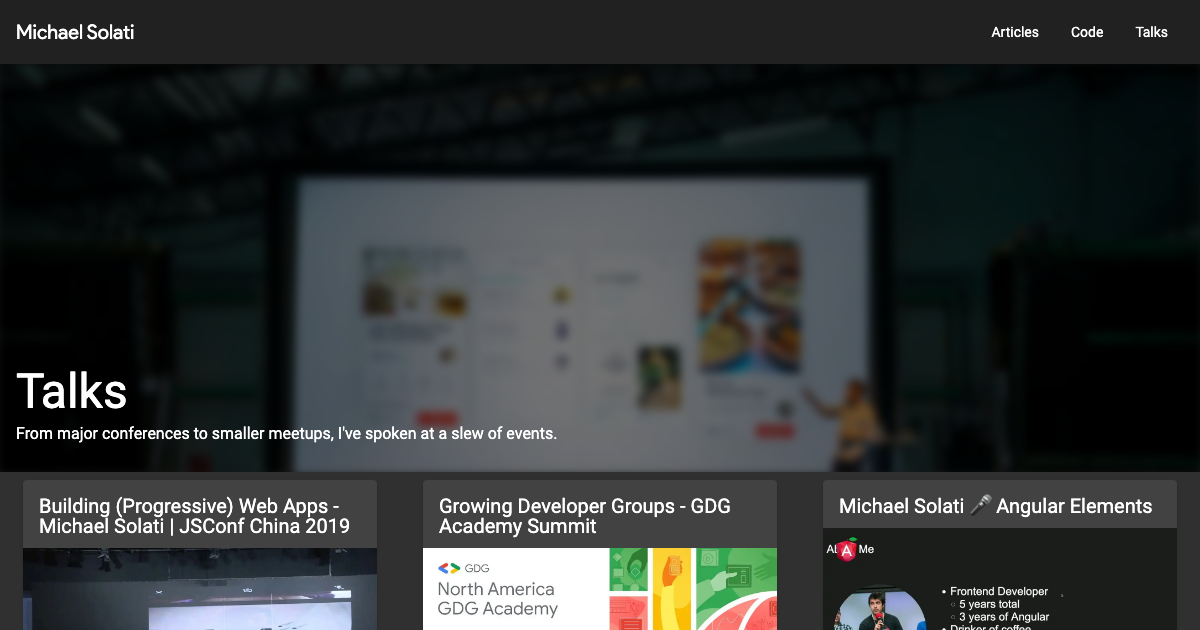 Michael Solati
Articles
Code
Talks
Talks
From major conferences to smaller meetups, I've spoken at a slew of events.
Building (Progressive) Web Apps -
Michael Solati | JSConf China 2019
Growing Developer Groups - GDG
Academy Summit
Michael Solati 🎤 Angular Elements
GDG
North America
GDG Academy
Me
• Frontend Developer
◦ 5 years total
◦ 3 years of Angular
• Drinker of coffee